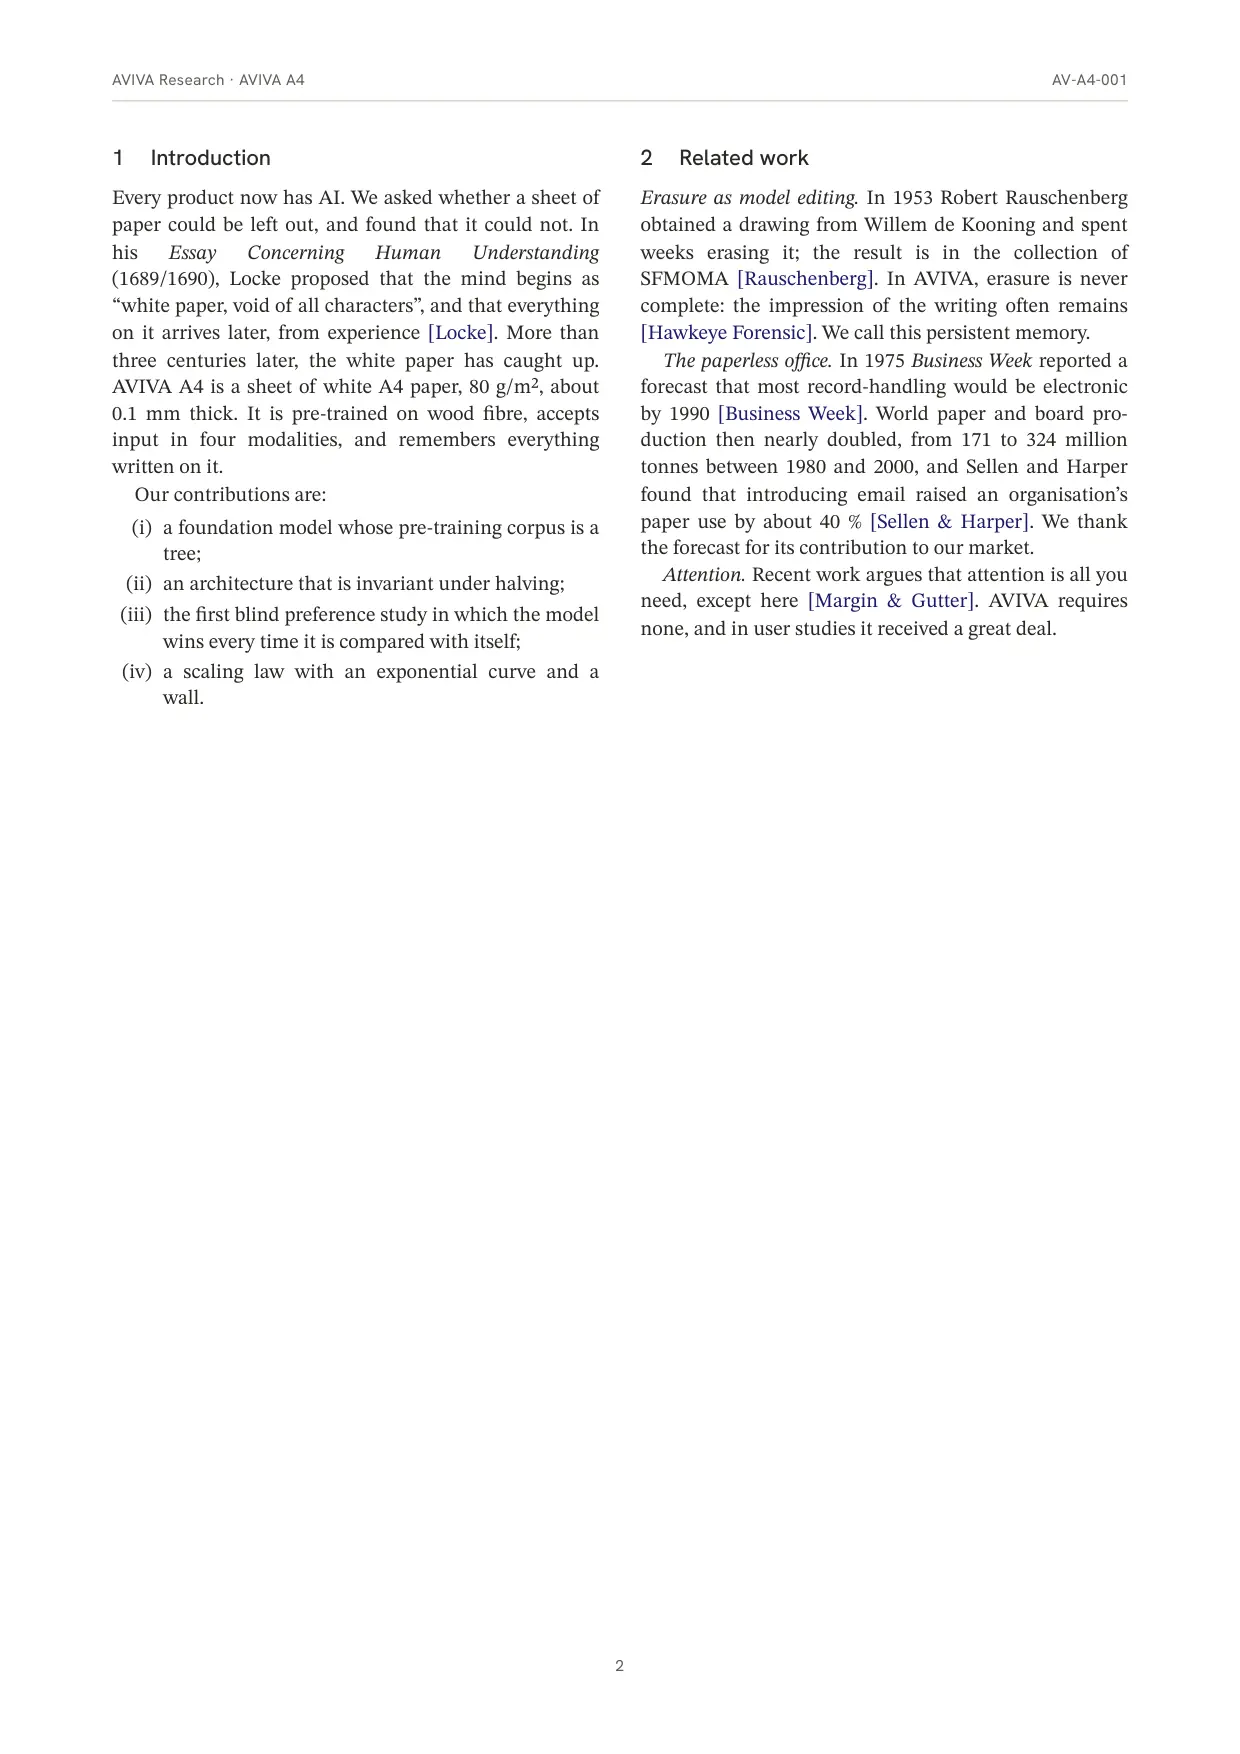 AVIVA Research · AVIVA A4
AV-A4-001
1 Introduction
Every product now has AI. We asked whether a sheet of
paper could be left out, and found that it could not. In
his Essay Concerning Human Understanding
(1689/1690), Locke proposed that the mind begins as
“white paper, void of all characters”, and that everything
on it arrives later, from experience [Locke]. More than
three centuries later, the white paper has caught up.
AVIVA A4 is a sheet of white A4 paper, 80 g/m², about
0.1 mm thick. It is pre-trained on wood fibre, accepts
input in four modalities, and remembers everything
written on it.
Our contributions are:
(i) a foundation model whose pre-training corpus is a
tree;
(ii) an architecture that is invariant under halving;
(iii) the first blind preference study in which the model
wins every time it is compared with itself;
(iv) a scaling law with an exponential curve and a
wall.
2 Related work
Erasure as model editing. In 1953 Robert Rauschenberg
obtained a drawing from Willem de Kooning and spent
weeks erasing it; the result is in the collection of
SFMOMA [Rauschenberg]. In AVIVA, erasure is never
complete: the impression of the writing often remains
[Hawkeye Forensic]. We call this persistent memory.
The paperless office. In 1975 Business Week reported a
forecast that most record-handling would be electronic
by 1990 [Business Week]. World paper and board pro-
duction then nearly doubled, from 171 to 324 million
tonnes between 1980 and 2000, and Sellen and Harper
found that introducing email raised an organisation’s
paper use by about 40 % [Sellen & Harper]. We thank
the forecast for its contribution to our market.
Attention. Recent work argues that attention is all you
need, except here [Margin & Gutter]. AVIVA requires
none, and in user studies it received a great deal.
2